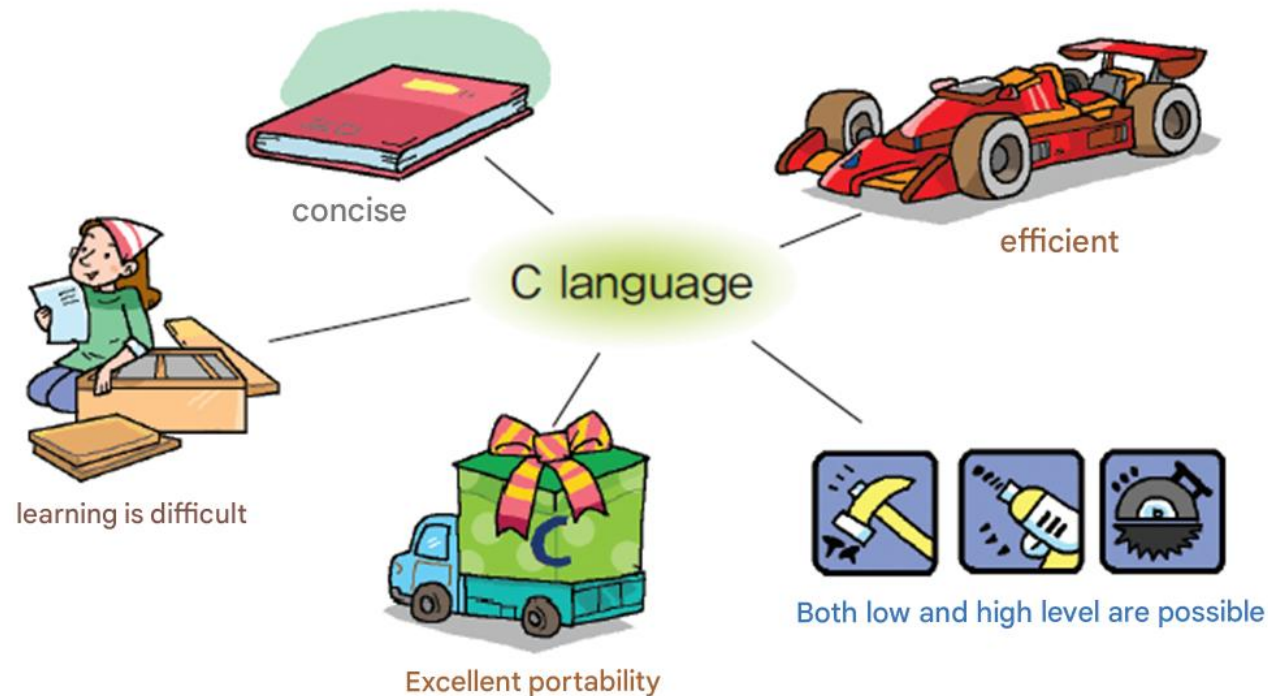 concise
efficient
C language
learning is difficult
C
Both low and high level are possible
Excellent portability